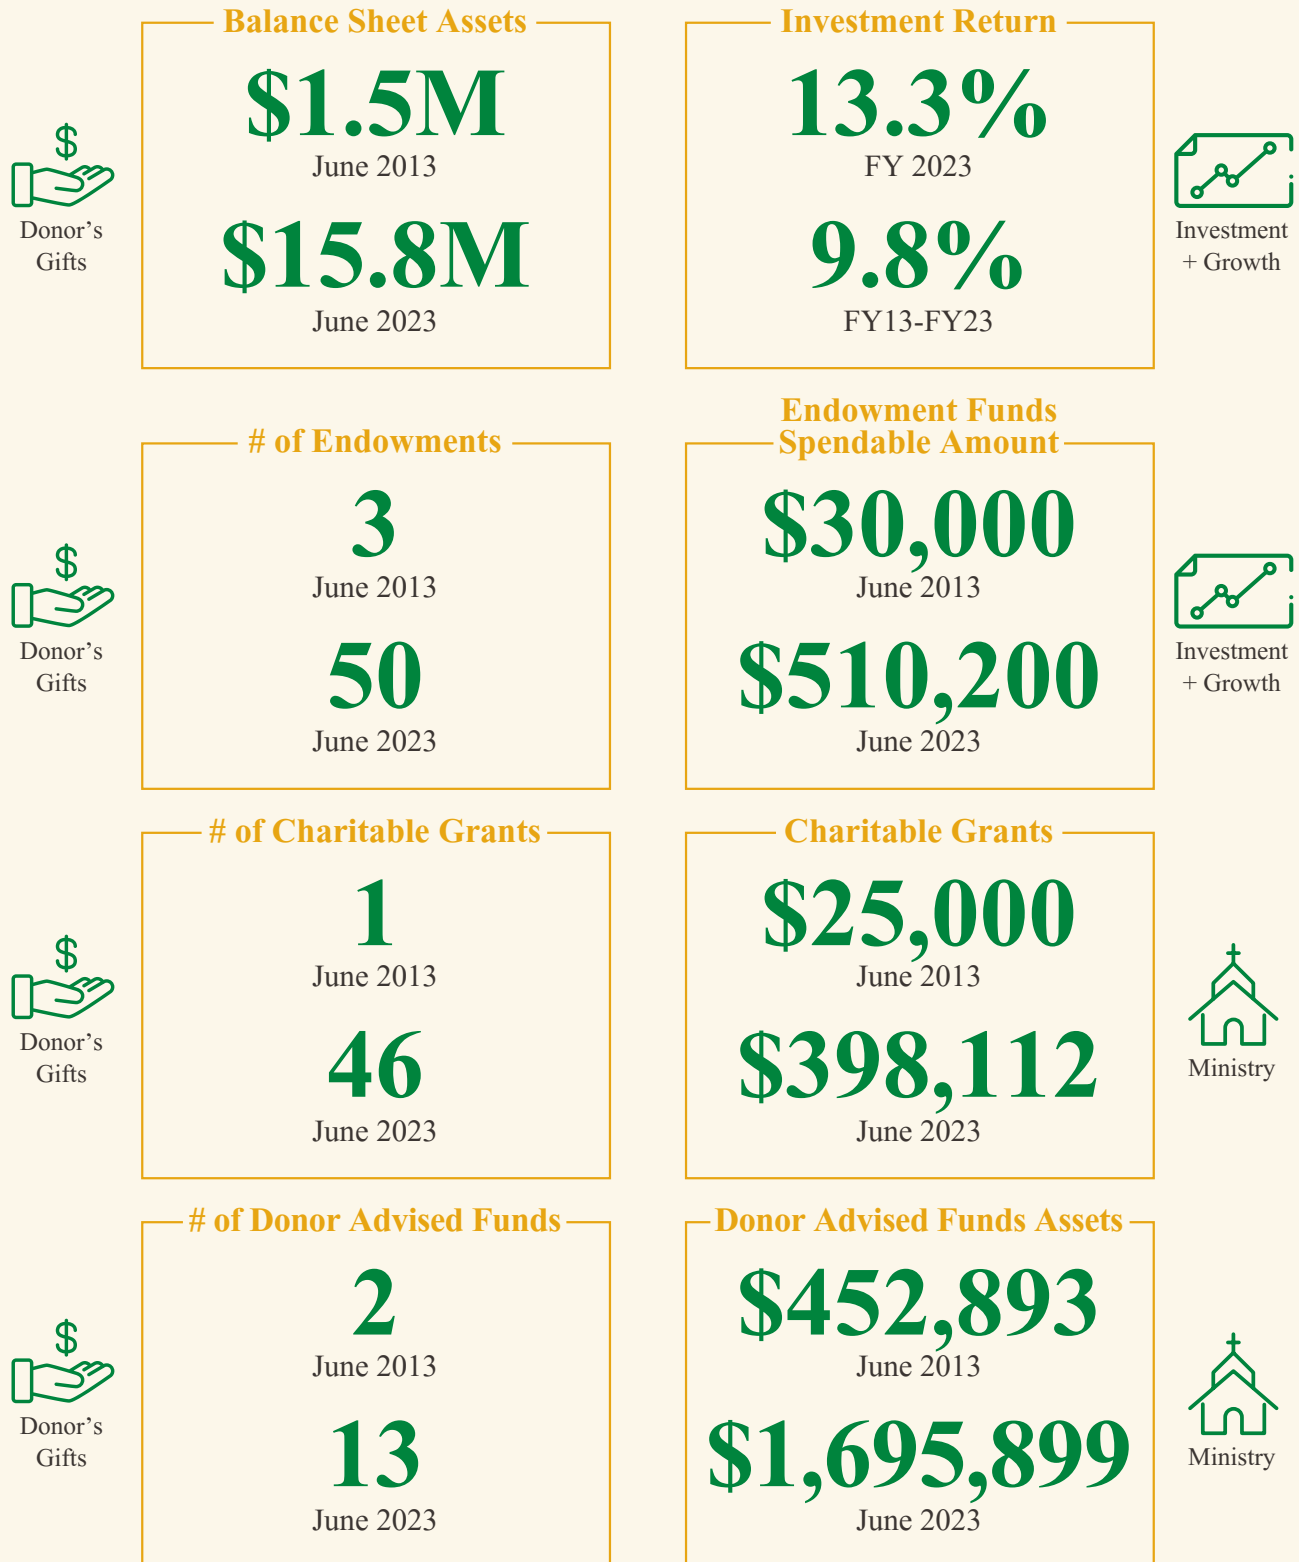 Balance Sheet Assets
$1.5M
June 2013
$15.8M
June 2023
$
Donor’s
Gifts
Investment Return
13.3%
FY 2023
9.8%
FY13-FY23
Investment
+ Growth
# of Endowments
3
June 2013
50
June 2023
$
Donor’s
Gifts
Endowment Funds
Spendable Amount
$30,000
June 2013
$510,200
June 2023
Investment
+ Growth
# of Charitable Grants
1
June 2013
46
June 2023
$
Donor’s
Gifts
Charitable Grants
$25,000
June 2013
$398,112
June 2023
Ministry
# of Donor Advised Funds
2
June 2013
13
June 2023
$
Donor’s
Gifts
Donor Advised Funds Assets
$452,893
June 2013
$1,695,899
June 2023
Ministry